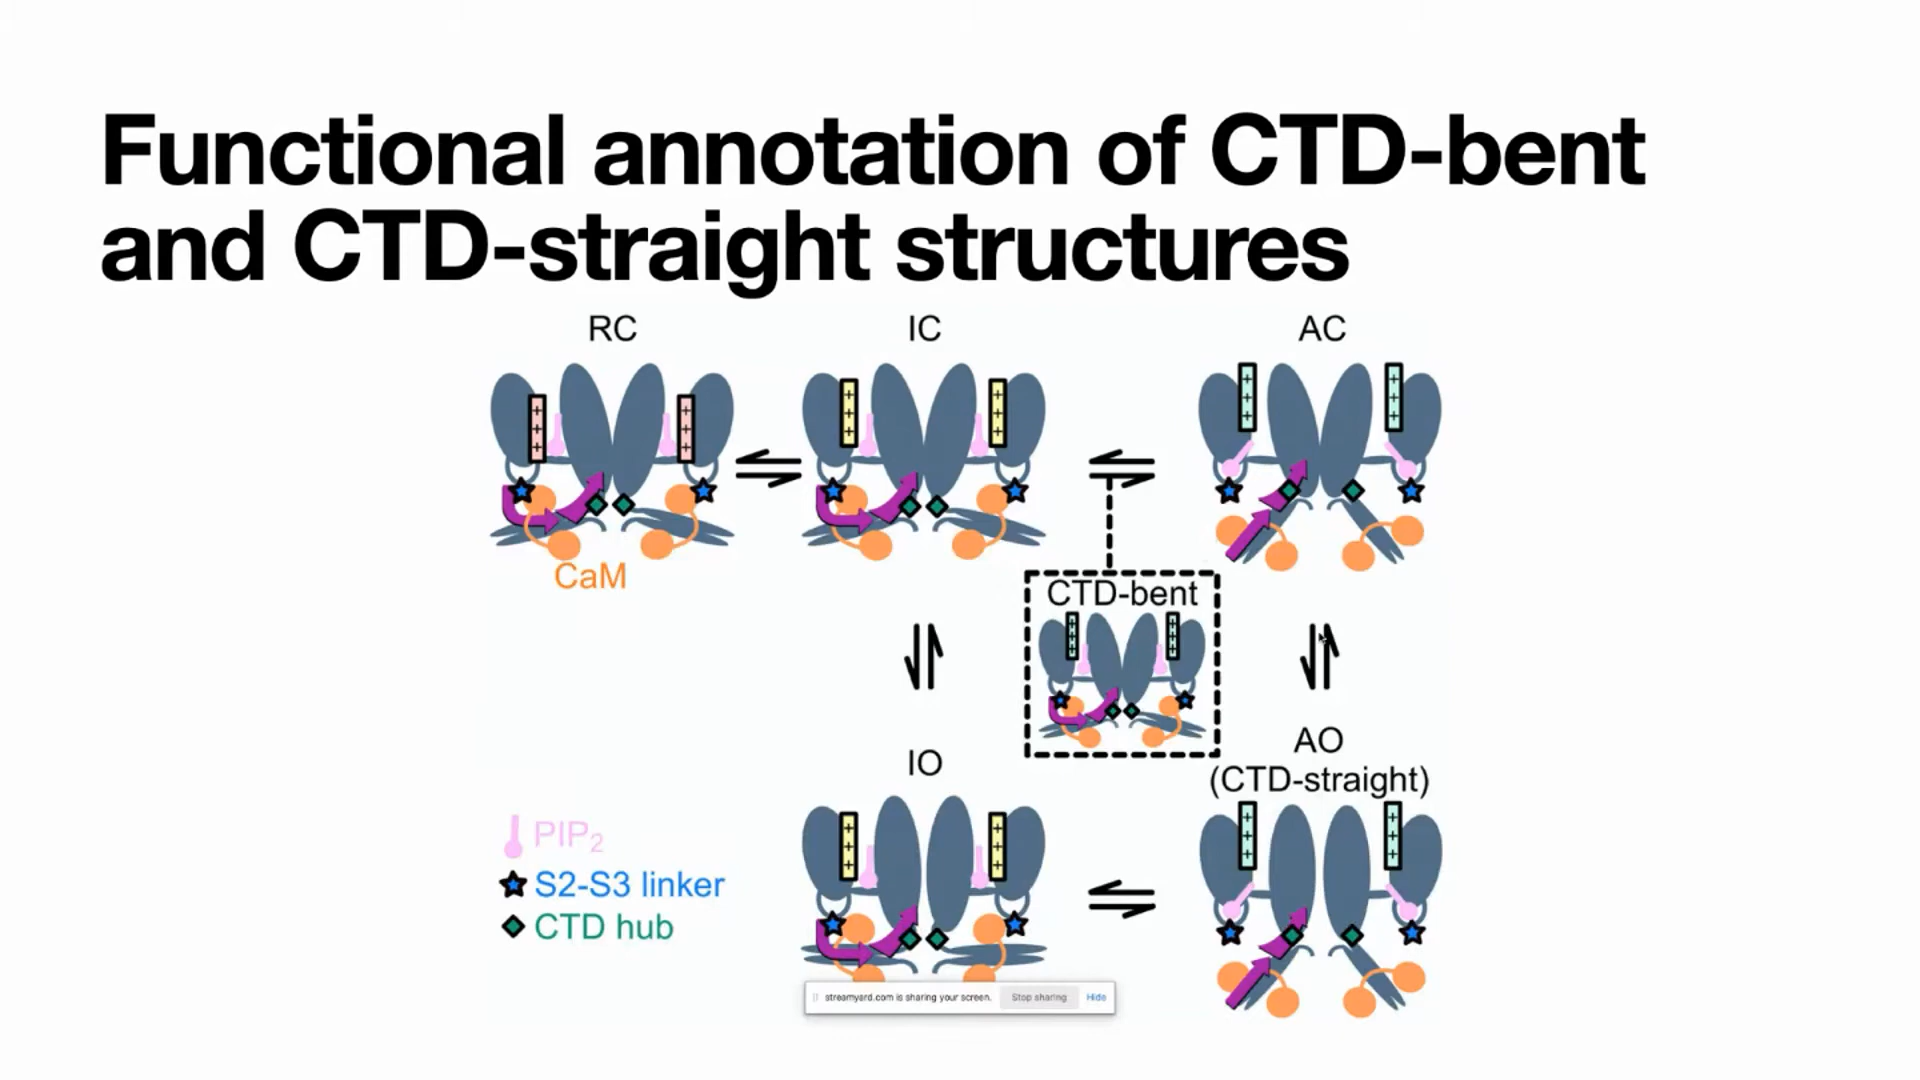 Functional annotation of CTD-bent
and CTD-straight structures
RC
IC
AC
CaM
CTD-bent
IO
AO
(CTD-straight)
PIP₂
S2-S3 linker
CTD hub
streamyard.com is sharing your screen. Stop sharing Hide